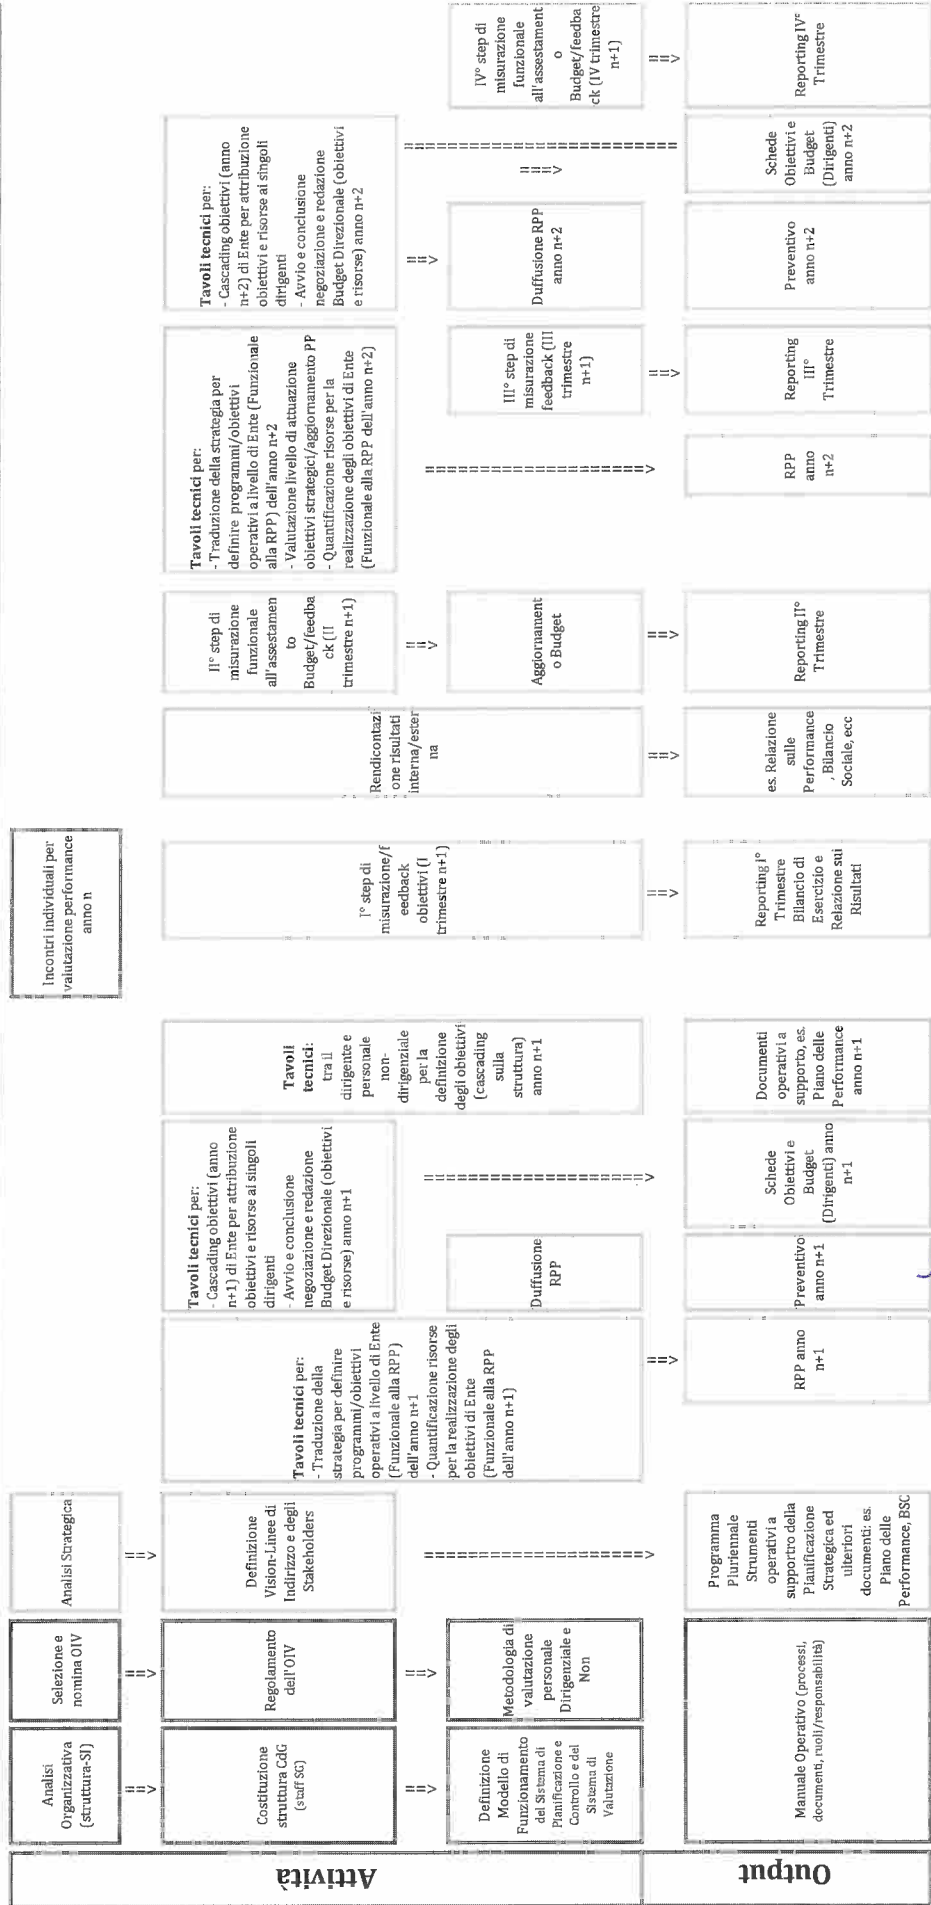 Attività
Analisi
Organizzativa
(struttura-SI)
==>
Costituzione
struttura CdG
(staff SG)
==>
Definizione
Modello di
Funzionamento
del Sistema di
Pianificazione e
Controllo e del
Sistema di
Valutazione
Selezione e
nomina OIV
==>
Regolamento
dell'OIV
==>
Metodologia di
valutazione
personale
Dirigenziale e
Non
Analisi Strategica
==>
Definizione
Vision-Linee di
Indirizzo e degli
Stakeholders
===============>
Tavoli tecnici per:
- Traduzione della
strategia per definire
programmi/obiettivi
operativi a livello di Ente
(Funzionale alla RPP)
dell'anno n+1
- Quantificazione risorse
per la realizzazione degli
obiettivi di Ente
(Funzionale alla RPP
dell'anno n+1)
==>
Tavoli tecnici per:
- Cascading obiettivi (anno
n+1) di Ente per attribuzione
obiettivi e risorse ai singoli
dirigenti
- Avvio e conclusione
negoziazione e redazione
Budget Direzionale (obiettivi
e risorse) anno n+1
Duffusione
RPP
===============>
Tavoli
tecnici:
tra il
dirigente e
personale
non-
dirigenziale
per la
definizione
degli obiettivi
(cascading
sulla
struttura)
anno n+1
Incontri individuali per
valutazione performance
anno n
I° step di
misurazione/f
eedback
obiettivi (I
trimestre n+1)
==>
Rendicontazi
one risultati
interna/ester
na
==>
II° step di
misurazione
funzionale
all'assestamen
to
Budget/feedba
ck (II
trimestre n+1)
==>
Aggiornament
o Budget
==>
Tavoli tecnici per:
- Traduzione della strategia per
definire programmi/obiettivi
operativi a livello di Ente (Funzionale
alla RPP) dell'anno n+2
- Valutazione livello di attuazione
obiettivi strategici/aggiornamento PP
- Quantificazione risorse per la
realizzazione degli obiettivi di Ente
(Funzionale alla RPP dell'anno n+2)
===============>
III° step di
misurazione
feedback (III
trimestre
n+1)
==>
Tavoli tecnici per:
- Cascading obiettivi (anno
n+2) di Ente per attribuzione
obiettivi e risorse ai singoli
dirigenti
- Avvio e conclusione
negoziazione e redazione
Budget Direzionale (obiettivi
e risorse) anno n+2
==>
Duffusione RPP
anno n+2
==>
IV° step di
misurazione
funzionale
all'assestament
o
Budget/feedba
ck (IV trimestre
n+1)
==>
Output
Manuale Operativo (processi,
documenti, ruoli/responsabilità)
Programma
Pluriennale
Strumenti
operativi a
supportro della
Pianificazione
Strategica ed
ulteriori
documenti: es.
Piano delle
Performance, BSC
RPP anno
n+1
Preventivo
anno n+1
Schede
Obiettivi e
Budget
(Dirigenti) anno
n+1
Documenti
operativi a
supporto, es.
Piano delle
Performance
anno n+1
Reporting I°
Trimestre
Bilancio di
Esercizio e
Relazione sui
Risultati
es. Relazione
sulle
Performance
, Bilancio
Sociale, ecc
Reporting II°
Trimestre
RPP
anno
n+2
Reporting
III°
Trimestre
Preventivo
anno n+2
Schede
Obiettivi e
Budget
(Dirigenti)
anno n+2
Reporting IV°
Trimestre